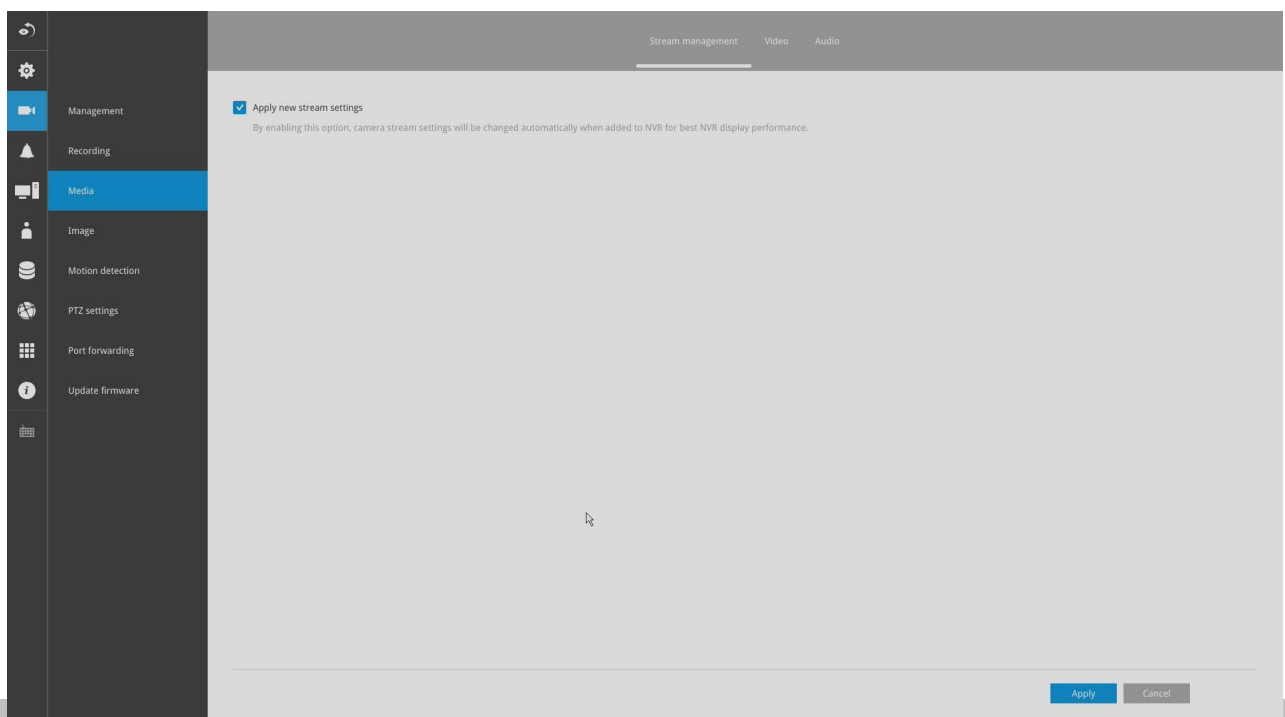 Stream management Video Audio
Management
Recording
Media
Image
Motion detection
PTZ settings
Port forwarding
Update firmware
Apply new stream settings
By enabling this option, camera stream settings will be changed automatically when added to NVR for best NVR display performance.
Apply Cancel